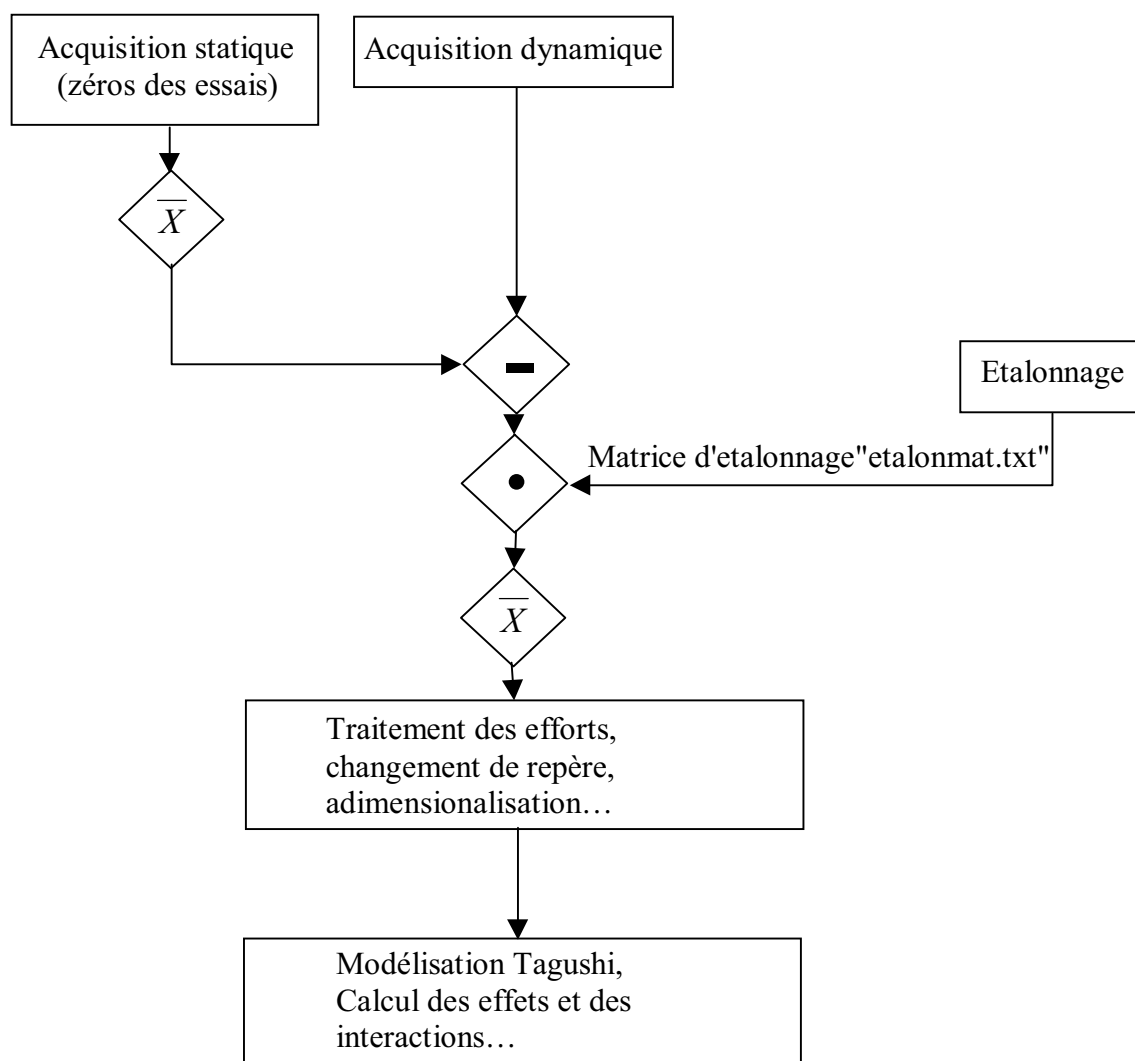 Acquisition statique
(zéros des essais)
Acquisition dynamique
X
Etalonnage
Matrice d'etalonnage"etalonmat.txt"
X
Traitement des efforts,
changement de repère,
adimensionalisation…
Modélisation Tagushi,
Calcul des effets et des
interactions…